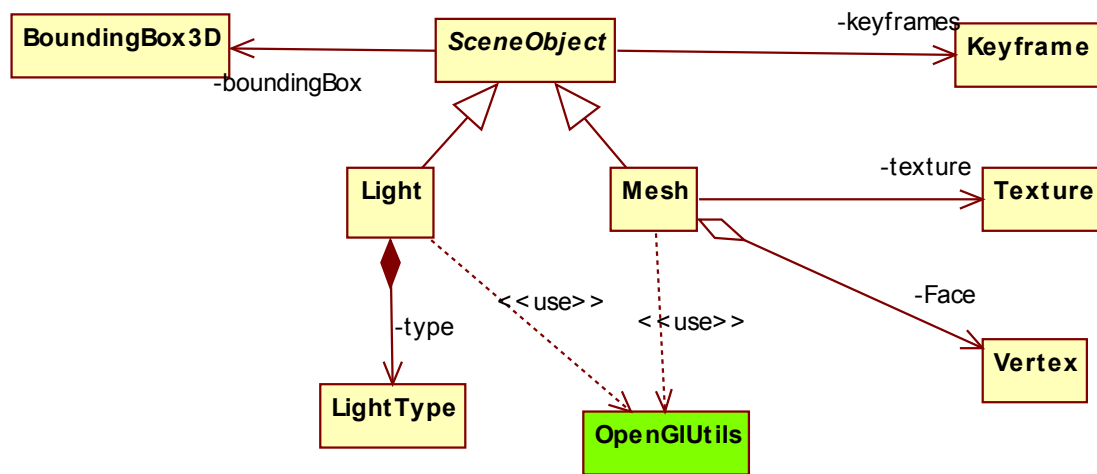 BoundingBox3D
SceneObject
-keyframes
Keyframe
-boundingBox
Light
Mesh
-texture
Texture
<<use>>
<<use>>
-Face
-type
Vertex
LightType
OpenGlUtils